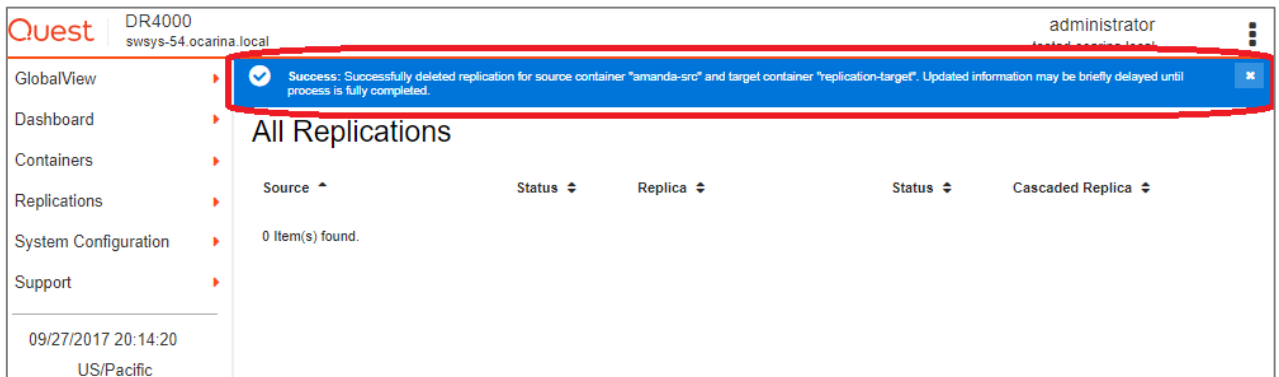 Quest
DR4000
swsys-54.ocarina.local
administrator
GlobalView
Dashboard
Containers
Replications
System Configuration
Support
09/27/2017 20:14:20
US/Pacific
Success: Successfully deleted replication for source container "amanda-src" and target container "replication-target". Updated information may be briefly delayed until
process is fully completed.
All Replications
Source Status Replica Status Cascaded Replica
0 Item(s) found.